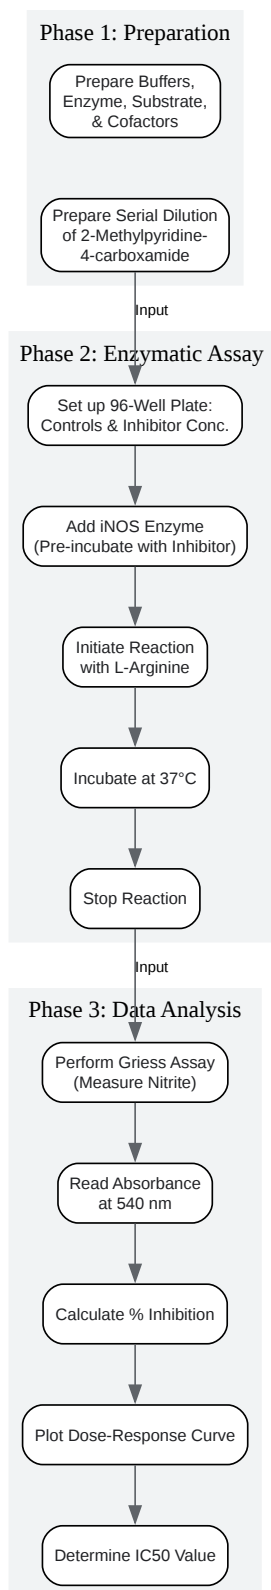 Phase 1: Preparation
Prepare Buffers,
Enzyme, Substrate,
& Cofactors
Prepare Serial Dilution
of 2-Methylpyridine-
4-carboxamide
Input
Phase 2: Enzymatic Assay
Set up 96-Well Plate:
Controls & Inhibitor Conc.
Add iNOS Enzyme
(Pre-incubate with Inhibitor)
Initiate Reaction
with L-Arginine
Incubate at 37°C
Stop Reaction
Input
Phase 3: Data Analysis
Perform Griess Assay
(Measure Nitrite)
Read Absorbance
at 540 nm
Calculate % Inhibition
Plot Dose-Response Curve
Determine IC50 Value